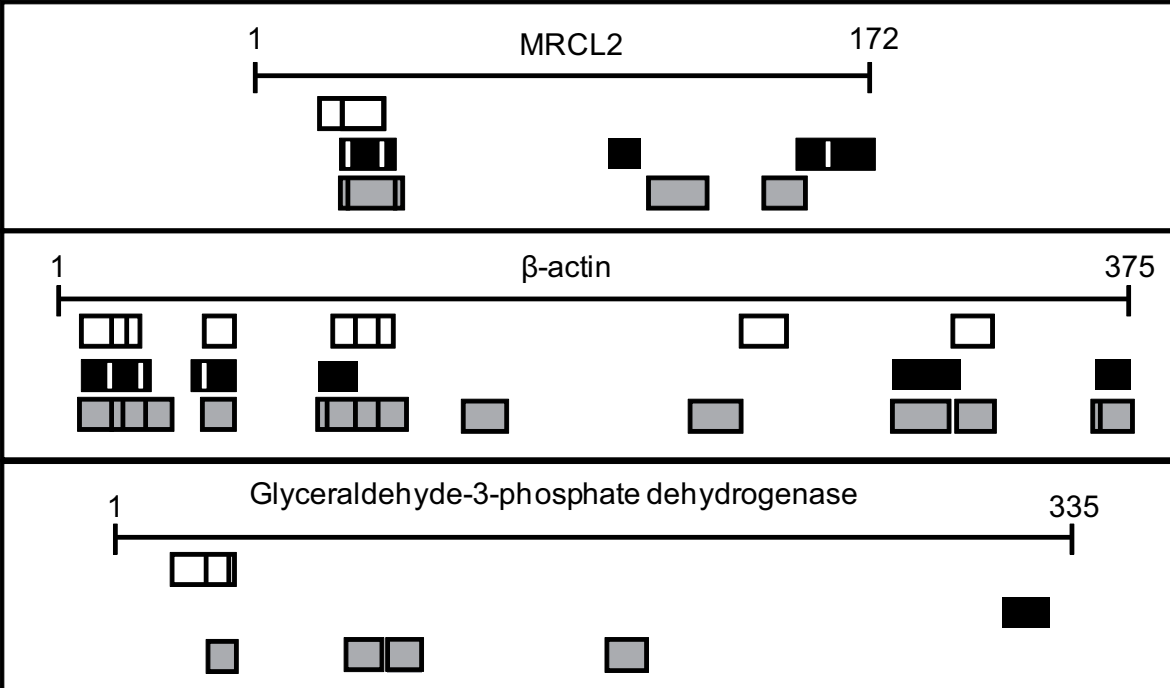 MRCL2
1 172
β-actin
1 375
Glyceraldehyde-3-phosphate dehydrogenase
1 335